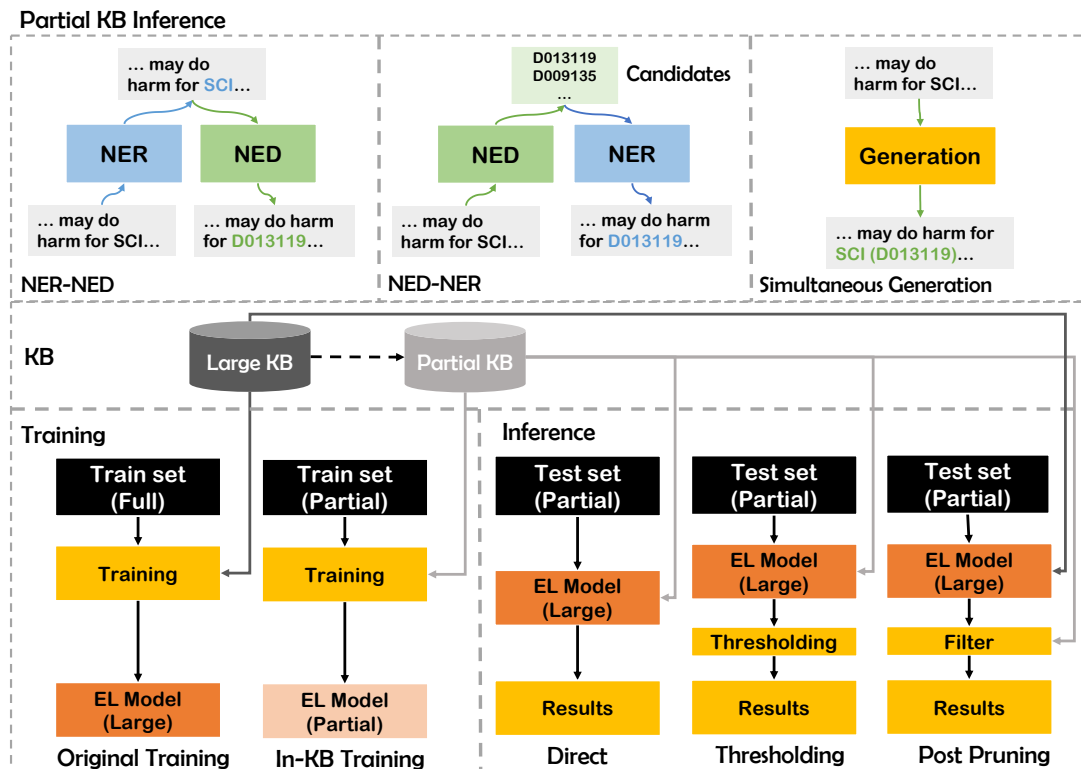 Partial KB Inference
… may do
harm for SCI…
NER
NED
… may do
harm for SCI…
… may do harm
for D013119…
NER-NED
D013119
D009135
…
Candidates
NED
NER
… may do
harm for SCI…
… may do harm
for D013119…
NED-NER
… may do
harm for SCI…
Generation
… may do harm for
SCI (D013119)…
Simultaneous Generation
KB
Large KB
Partial KB
Training
Train set
(Full)
Training
EL Model
(Large)
Original Training
Train set
(Partial)
Training
EL Model
(Partial)
In-KB Training
Inference
Test set
(Partial)
EL Model
(Large)
Results
Direct
Test set
(Partial)
EL Model
(Large)
Thresholding
Results
Thresholding
Test set
(Partial)
EL Model
(Large)
Filter
Results
Post Pruning